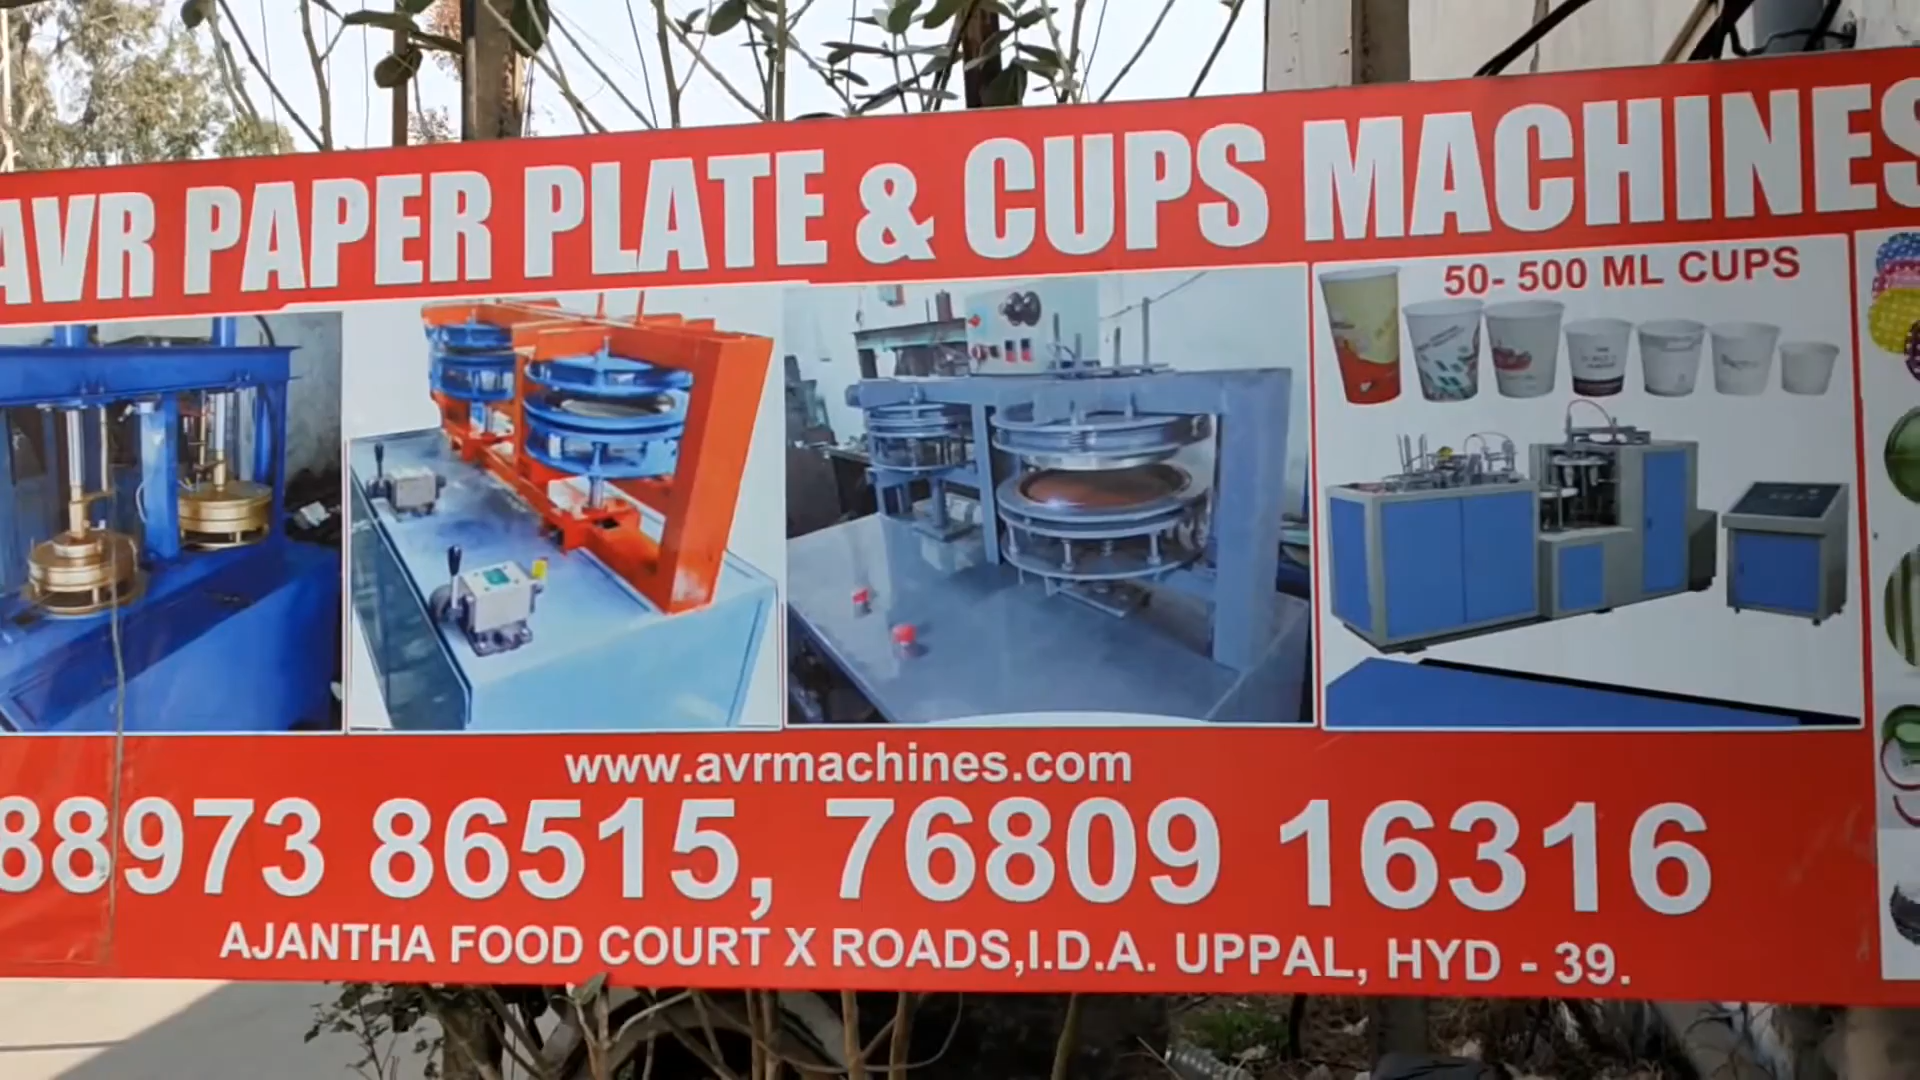 AVR PAPER PLATE & CUPS MACHINES
50- 500 ML CUPS
www.avrmachines.com
88973 86515, 76809 16316
AJANTHA FOOD COURT X ROADS,I.D.A. UPPAL, HYD - 39.